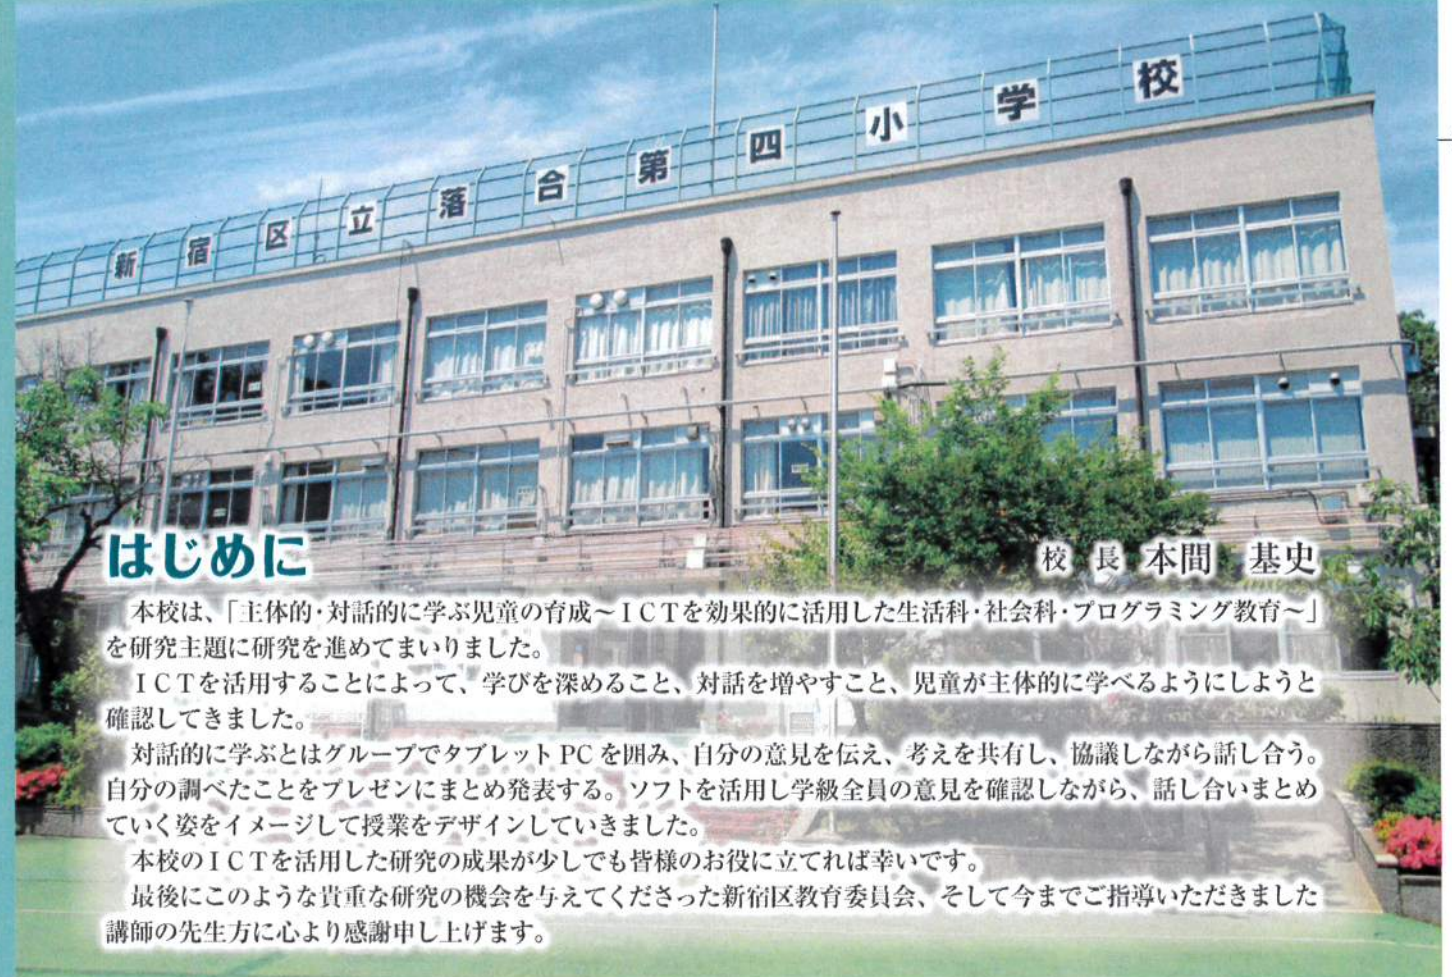 新宿区立落合第四小学校
はじめに
校長 本間 基史
本校は、「主体的・対話的に学ぶ児童の育成～ＩＣＴを効果的に活用した生活科・社会科・プログラミング教育～」
を研究主題に研究を進めてまいりました。
ＩＣＴを活用することによって、学びを深めること、対話を増やすこと、児童が主体的に学べるようにしようと
確認してきました。
対話的に学ぶとはグループでタブレット PC を囲み、自分の意見を伝え、考えを共有し、協議しながら話し合う。
自分の調べたことをプレゼンにまとめ発表する。ソフトを活用し学級全員の意見を確認しながら、話し合いまとめ
ていく姿をイメージして授業をデザインしていきました。
本校のＩＣＴを活用した研究の成果が少しでも皆様のお役に立てれば幸いです。
最後にこのような貴重な研究の機会を与えてくださった新宿区教育委員会、そして今までご指導いただきました
講師の先生方に心より感謝申し上げます。